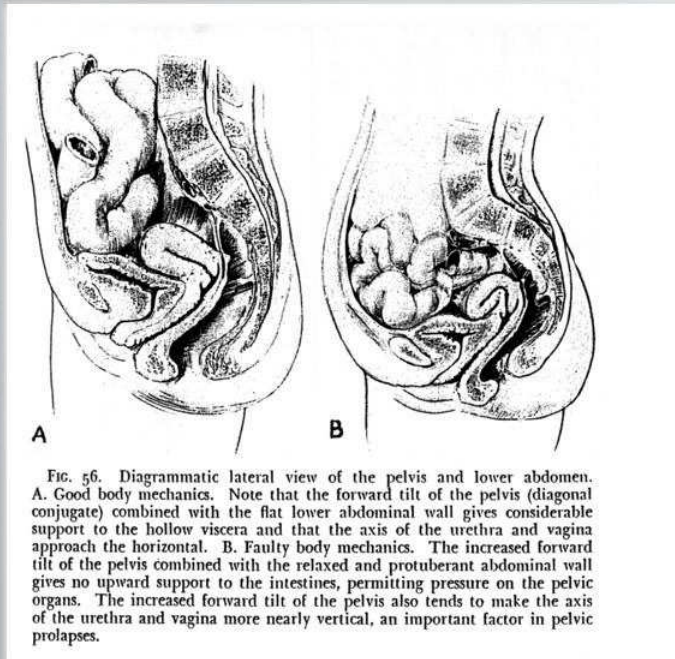 A
B
FIG. 56. Diagrammatic lateral view of the pelvis and lower abdomen.
A. Good body mechanics. Note that the forward tilt of the pelvis (diagonal
conjugate) combined with the flat lower abdominal wall gives considerable
support to the hollow viscera and that the axis of the urethra and vagina
approach the horizontal. B. Faulty body mechanics. The increased forward
tilt of the pelvis combined with the relaxed and protuberant abdominal wall
gives no upward support to the intestines, permitting pressure on the pelvic
organs. The increased forward tilt of the pelvis also tends to make the axis
of the urethra and vagina more nearly vertical, an important factor in pelvic
prolapses.